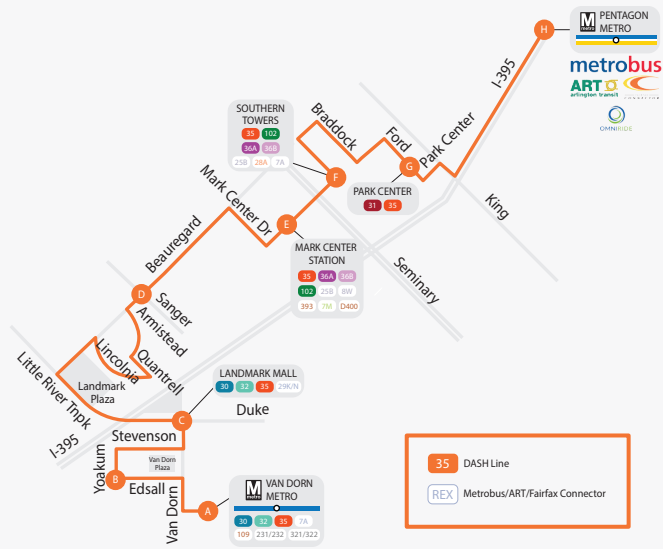 H
M
metro
PENTAGON
METRO
metrobus
ART
arlington transit
OMNIRIDE
I-395
SOUTHERN
TOWERS
35 102
36A 36B
25B 28A 7A
Braddock
Ford
Park Center
G
F
PARK CENTER
31 35
King
Mark Center Dr
E
MARK CENTER
STATION
35 36A 36B
102 25B 8W
393 7M D400
Seminary
Beauregard
D
Sanger
Armistead
Lincolnia
Quantrell
Little River Tnpk
Landmark
Plaza
LANDMARK MALL
30 32 35 29K/N
Duke
C
I-395
Stevenson
Van Dorn
Plaza
Yoakum
B
Edsall
Van Dorn
A
M
metro
VAN DORN
METRO
30 32 35 7A
109 231/232 321/322
35 DASH Line
REX Metrobus/ART/Fairfax Connector